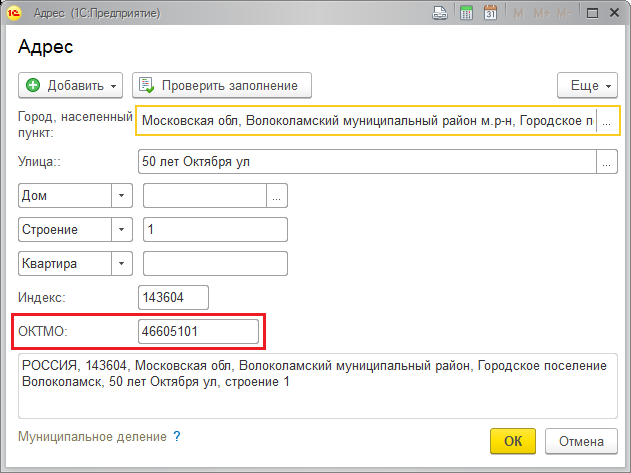 Адрес (1С:Предприятие)
M M+ M-
Адрес
Добавить Проверить заполнение Еще
Город, населенный
пункт:
Московская обл, Волоколамский муниципальный район м.р-н, Городское п
...
Улица::
50 лет Октября ул
...
Дом
...
Строение
1
Квартира
Индекс:
143604
ОКТМО:
46605101
РОССИЯ, 143604, Московская обл, Волоколамский муниципальный район, Городское поселение
Волоколамск, 50 лет Октября ул, строение 1
Муниципальное деление ?
ОК Отмена